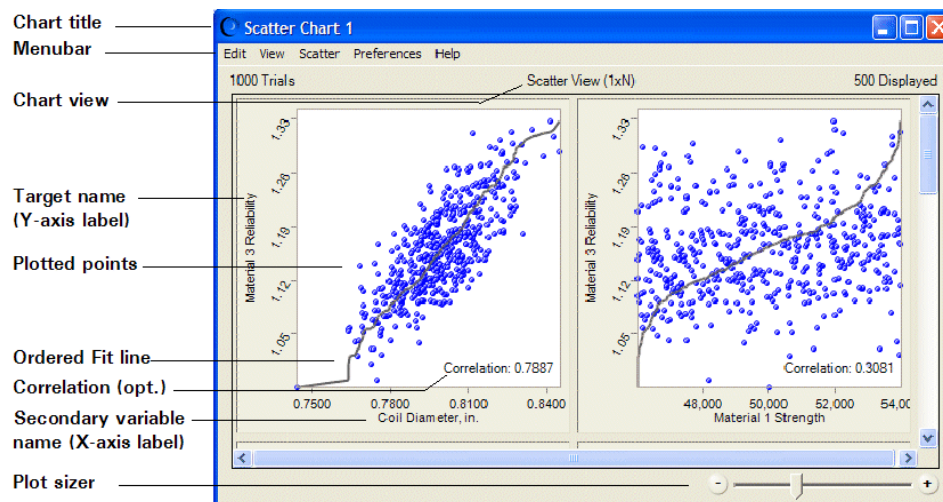 Chart title
Scatter Chart 1
Menubar
Edit View Scatter Preferences Help
1000 Trials
Scatter View (1xN)
500 Displayed
Chart view
Target name
(Y-axis label)
Plotted points
Ordered Fit line
Correlation (opt.)
Secondary variable
name (X-axis label)
Plot sizer
Material 3 Reliability
1.33
1.26
1.19
1.12
1.05
Correlation: 0.7887
0.7500 0.7800 0.8100 0.8400
Coil Diameter, in.
Material 3 Reliability
1.33
1.26
1.19
1.12
1.05
Correlation: 0.3081
48,000 50,000 52,000 54,0
Material 1 Strength
- +